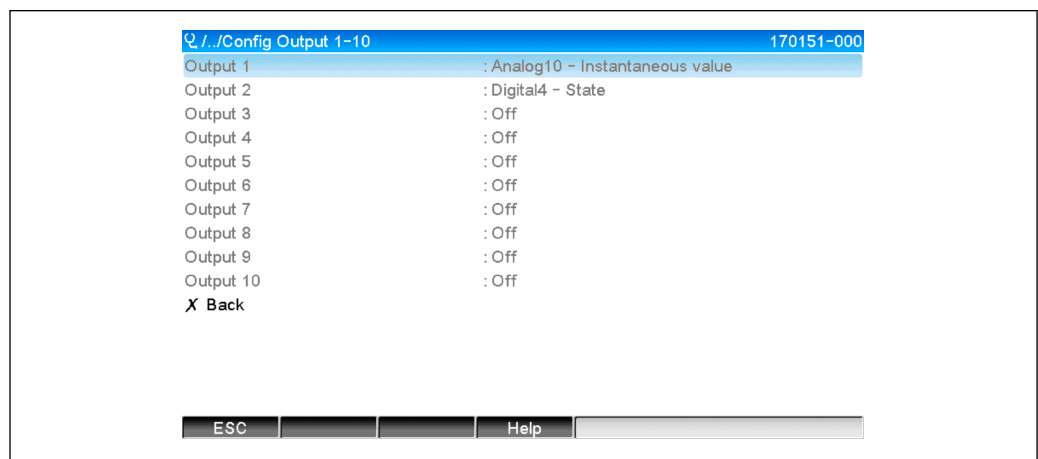 /../Config Output 1-10 170151-000
Output 1 : Analog10 - Instantaneous value
Output 2 : Digital4 - State
Output 3 : Off
Output 4 : Off
Output 5 : Off
Output 6 : Off
Output 7 : Off
Output 8 : Off
Output 9 : Off
Output 10 : Off
X Back
ESC Help